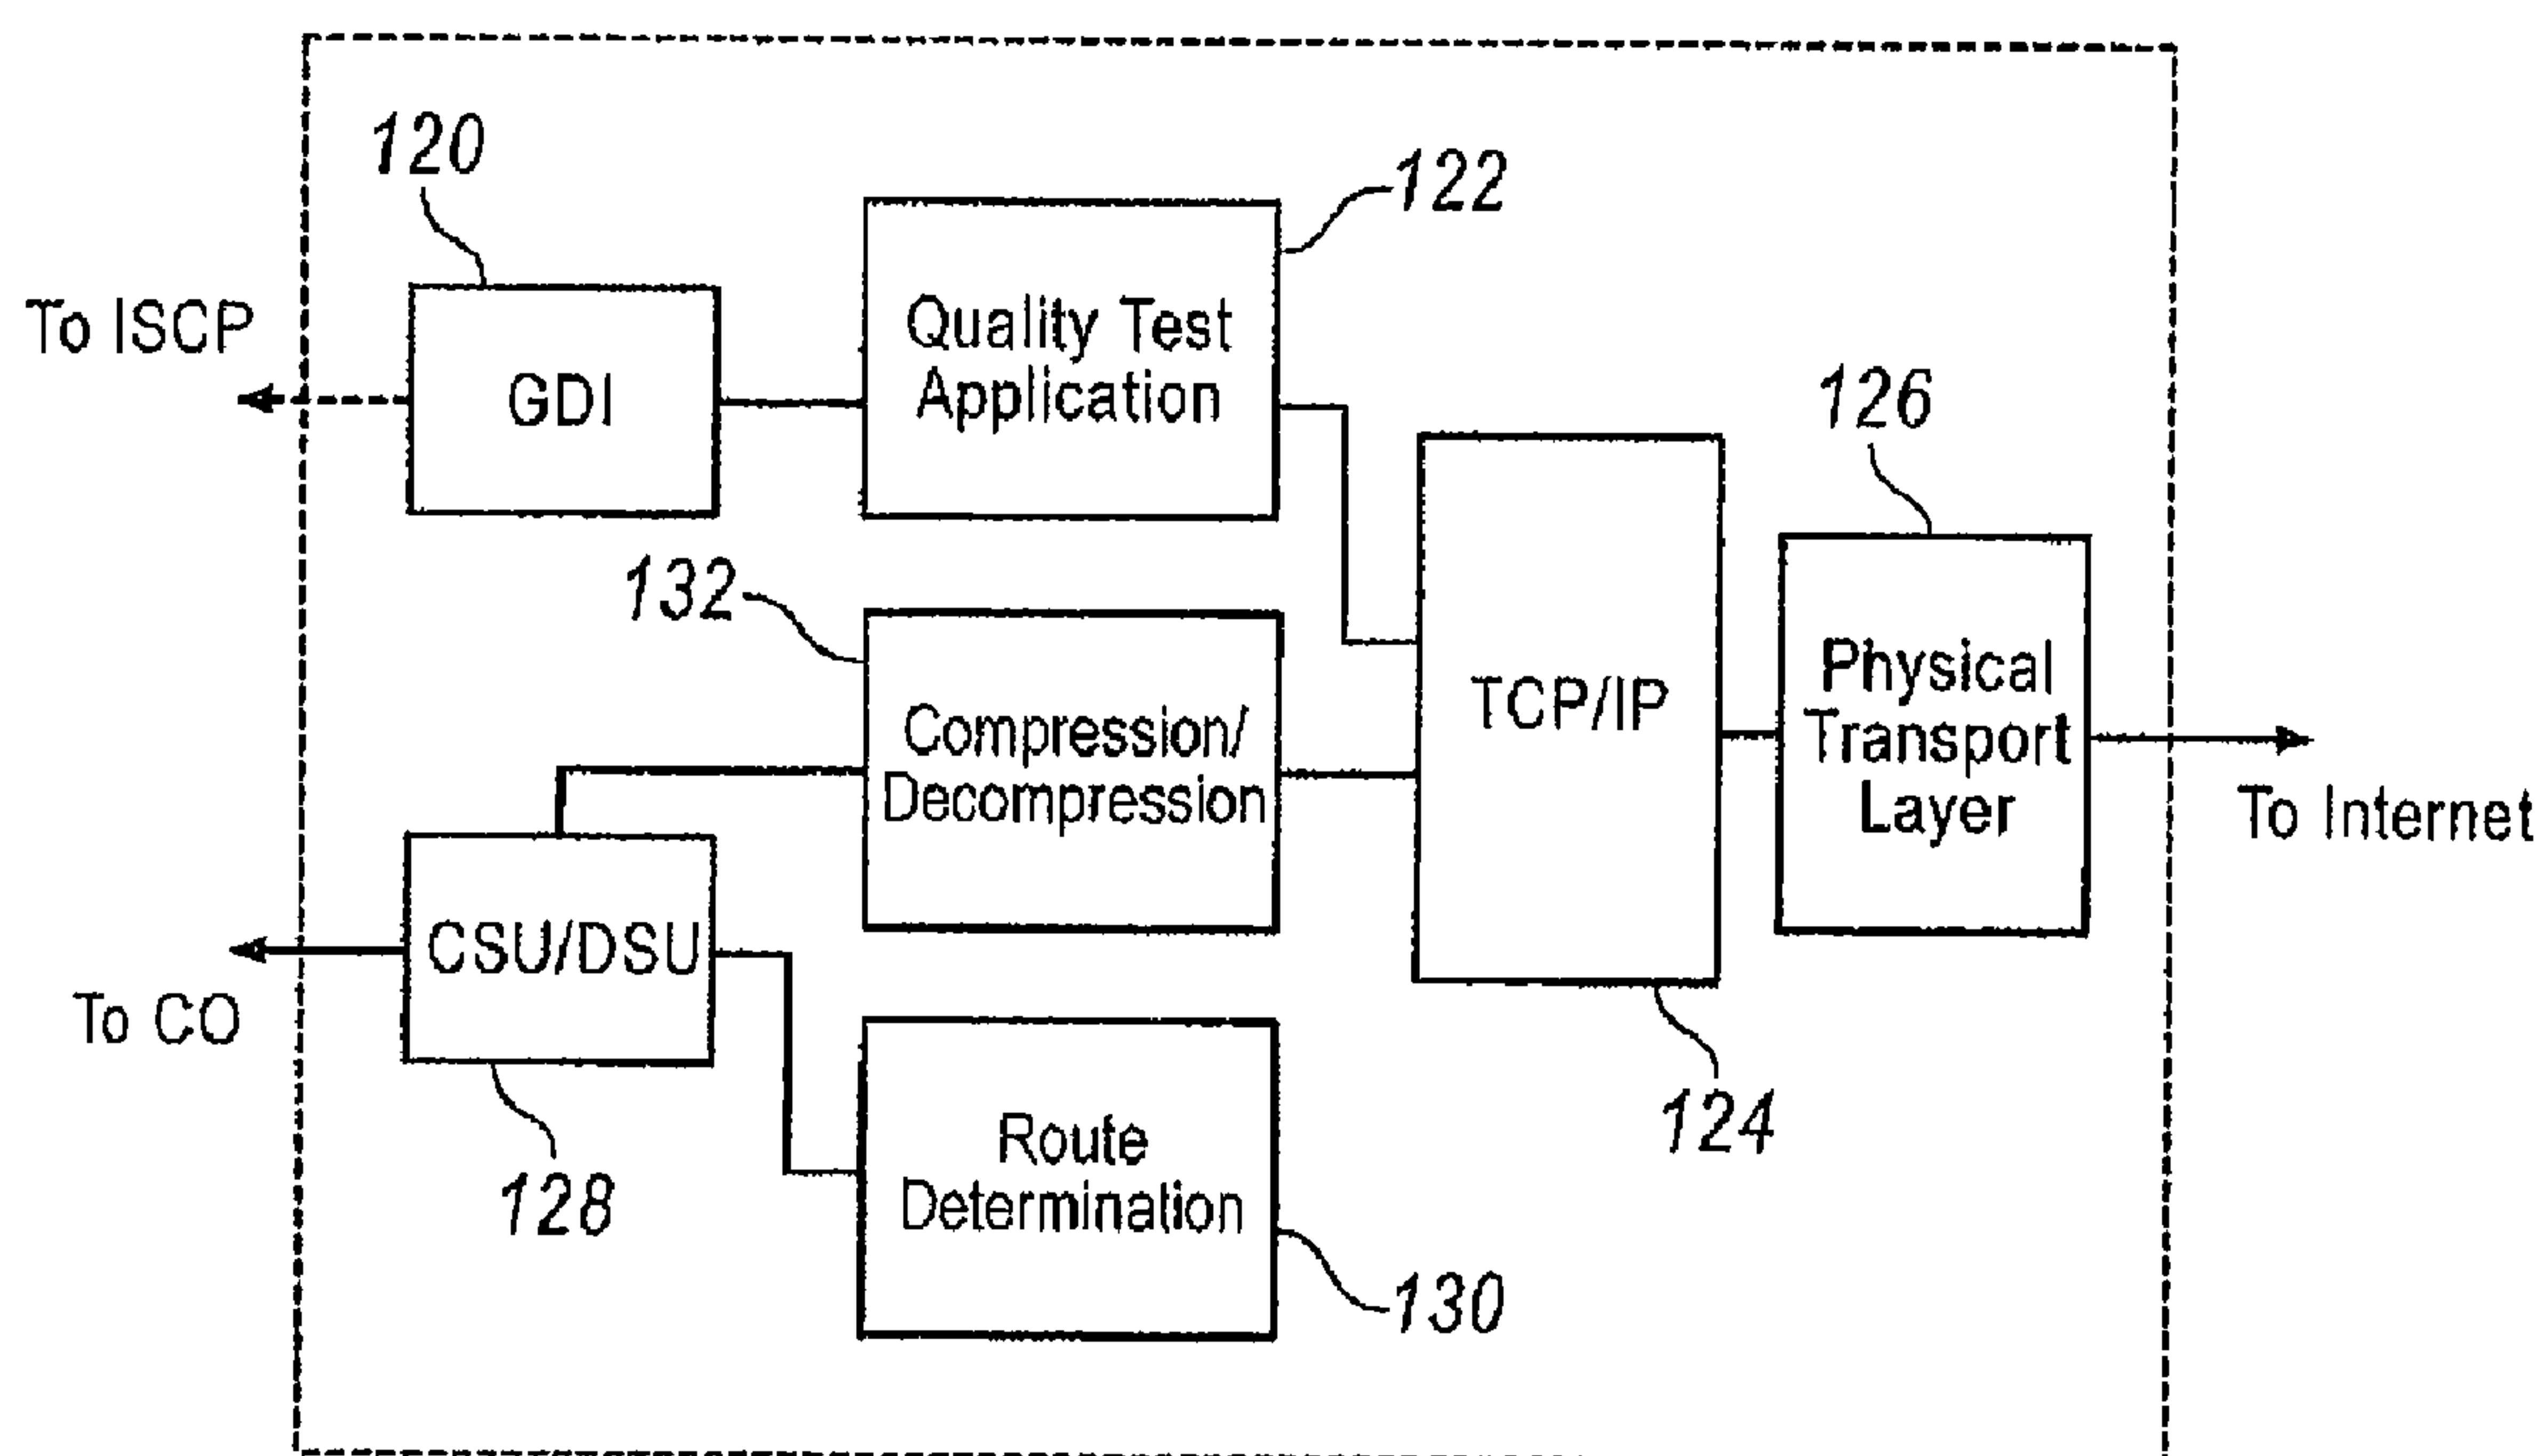 120
122
To ISCP
GDI
Quality Test
Application
126
132
Compression/
Decompression
TCP/IP
Physical
Transport
Layer
To Internet
CSU/DSU
To CO
124
Route
Determination
128
130